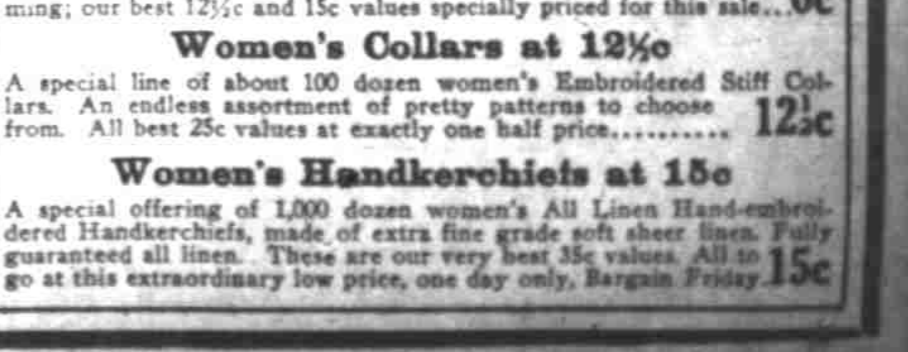 ming; our best 12½c and 15c values specially priced for this sale...
Women's Collars at 12½c
A special line of about 100 dozen women's Embroidered Stiff Col-
lars. An endless assortment of pretty patterns to choose
from. All best 25c values at exactly one half price.......... 12½c
Women's Handkerchiefs at 15c
A special offering of 1,000 dozen women's All Linen Hand-embroi-
dered Handkerchiefs, made of extra fine grade soft sheer linen. Fully
guaranteed all linen. These are our very best 35c values. All to
go at this extraordinary low price, one day only, Bargain Friday. 15c